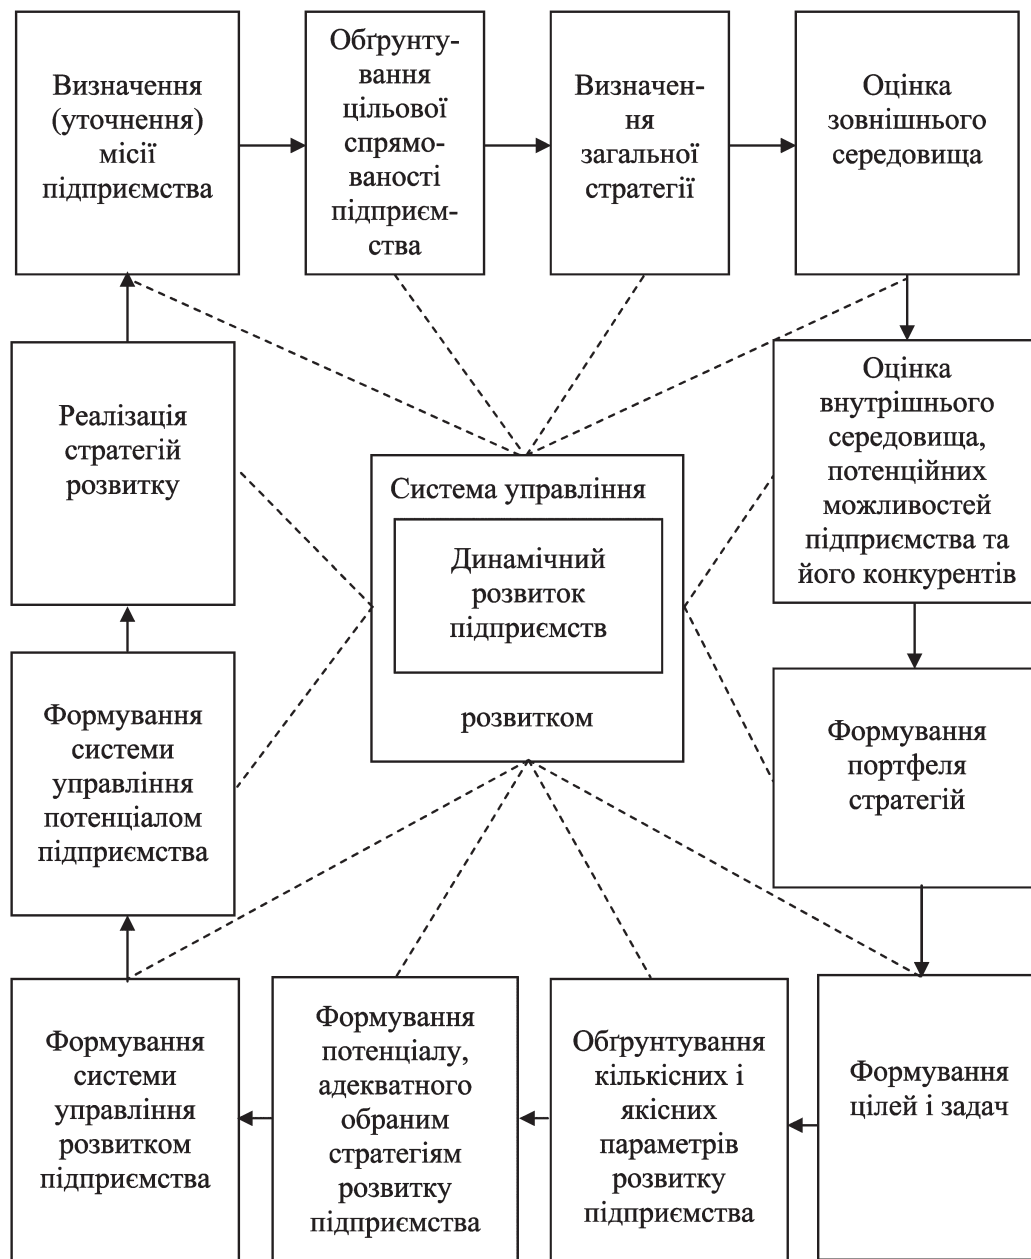 Визначення
(уточнення)
місії
підприємства
Обґрунту-
вання
цільової
спрямо-
ваності
підприєм-
ства
Визначен-
ня
загальної
стратегії
Оцінка
зовнішнього
середовища
Оцінка
внутрішнього
середовища,
потенційних
можливостей
підприємства та
його конкурентів
Реалізація
стратегій
розвитку
Система управління
Динамічний
розвиток
підприємств
розвитком
Формування
системи
управління
потенціалом
підприємства
Формування
портфеля
стратегій
Формування
системи
управління
розвитком
підприємства
Формування
потенціалу,
адекватного
обраним
стратегіям
розвитку
підприємства
Обґрунтування
кількісних і
якісних
параметрів
розвитку
підприємства
Формування
цілей і задач